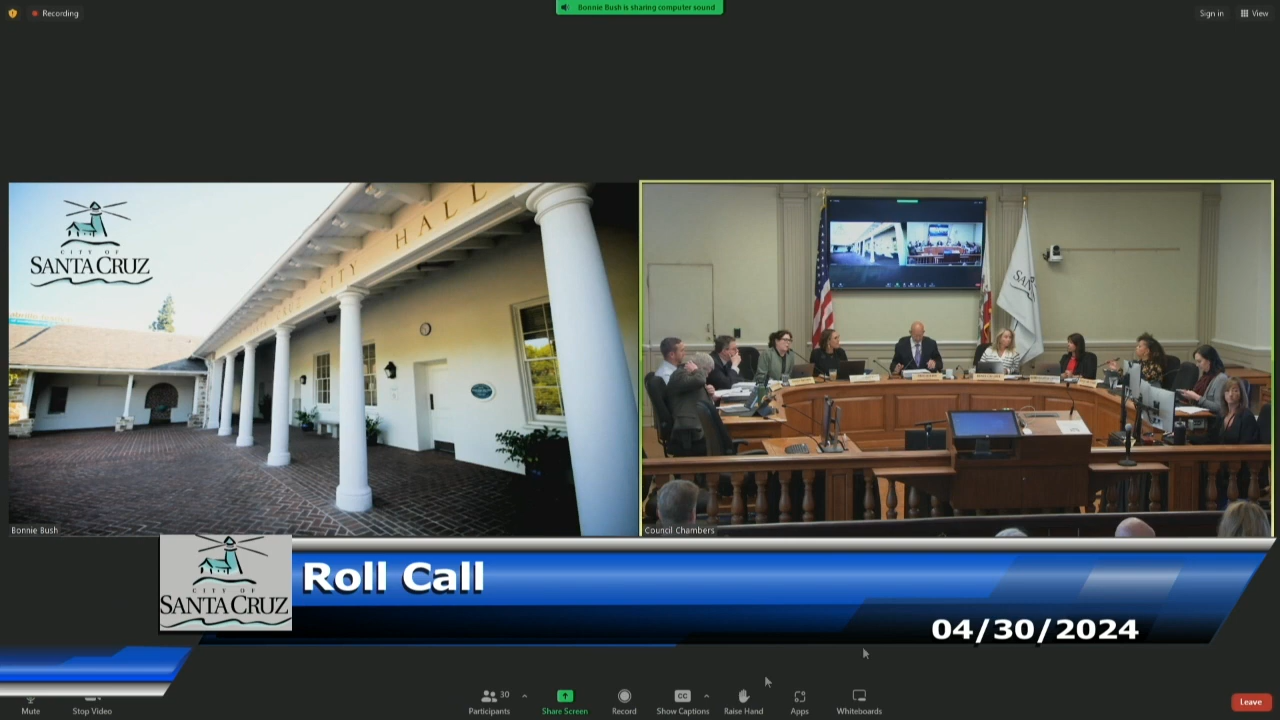 Recording
Bonnie Bush is sharing computer sound
Sign in
View
CITY OF
SANTA CRUZ
CITY HALL
Bonnie Bush
Council Chambers
CITY OF
SANTA CRUZ
Roll Call
04/30/2024
Mute
Stop Video
Participants
30
Share Screen
Record
CC
Show Captions
Raise Hand
Apps
Whiteboards
Leave